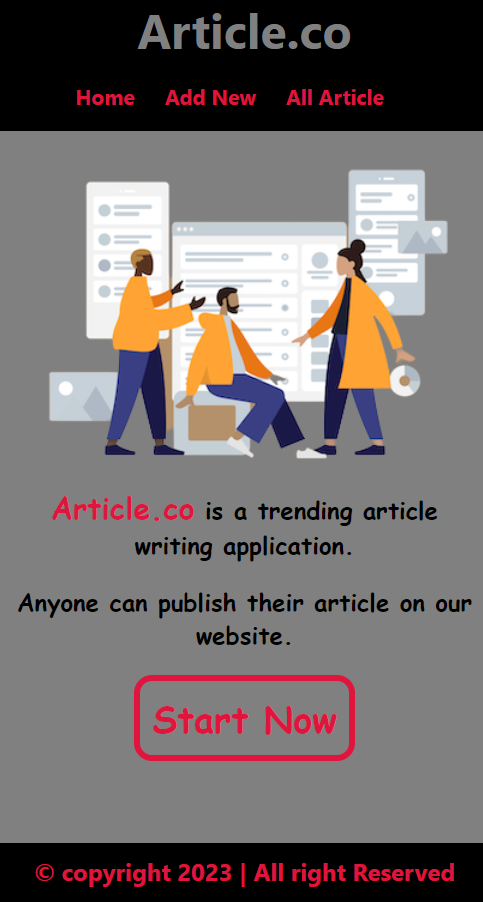 Article.co
Home Add New All Article
Article.co is a trending article
writing application.
Anyone can publish their article on our
website.
Start Now
© copyright 2023 | All right Reserved